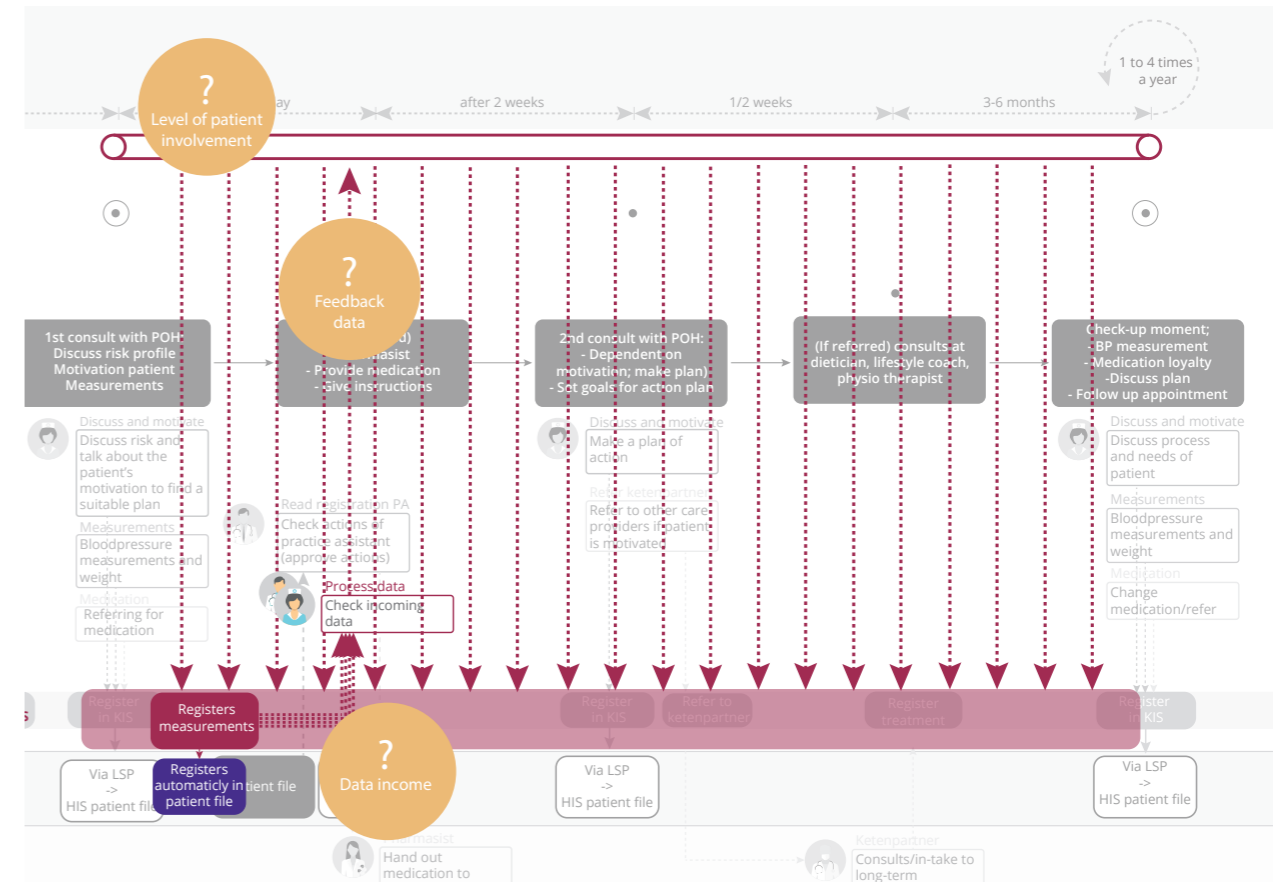 1 to 4 times
a year
ay
after 2 weeks
1/2 weeks
3-6 months
?
Level of patient
involvement
?
Feedback
data
1st consult with POH
Discuss risk profile
Motivation patient
Measurements
- Provide medication
- Give instructions
2nd consult with POH:
- Dependent on
motivation; make plan)
- Set goals for action plan
(If referred) consults at
dietician, lifestyle coach,
physio therapist
Check-up moment;
- BP measurement
- Medication loyalty
-Discuss plan
- Follow up appointment
Discuss and motivate
Discuss risk and
talk about the
patient's
motivation to find a
suitable plan
Measurements
Bloodpressure
measurements and
weight
Medication
Referring for
medication
Read registration PA
Check actions of
practice assistant
(approve actions)
Process data
Check incoming
data
Discuss and motivate
Make a plan of
action
Refer ketenpartner
Refer to other care
providers if patient
is motivated
Discuss and motivate
Discuss process
and needs of
patient
Measurements
Bloodpressure
measurements and
weight
Medication
Change
medication/refer
s
Register
in KIS
Registers
measurements
Register
in KIS
Refer to
ketenpartner
Register
treatment
Register
in KIS
Via LSP
->
HIS patient file
Registers
automaticly in
patient file
tient file
?
Data income
Via LSP
->
HIS patient file
Via LSP
->
HIS patient file
Hand out
medication to
Ketenpartner
Consults/in-take to
long-term